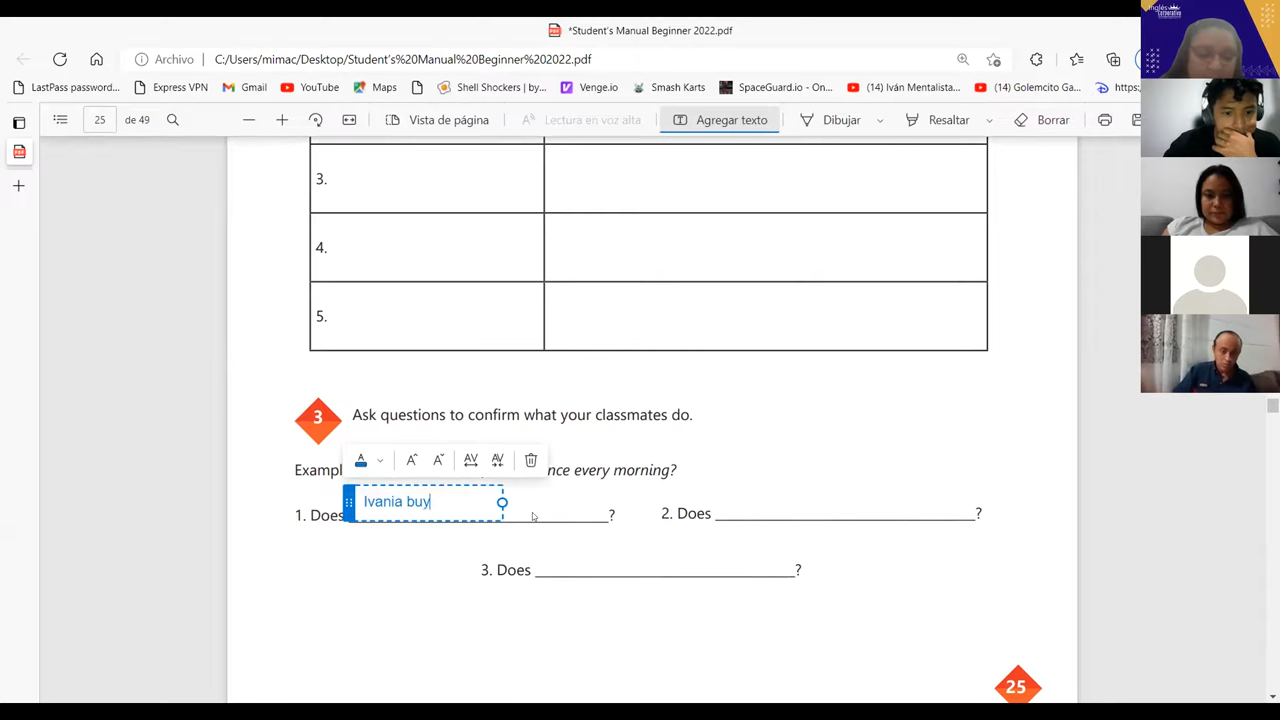 *Student's Manual Beginner 2022.pdf
Inglés
Corporativo
Archivo
C:/Users/mimac/Desktop/Student's%20Manual%20Beginner%202022.pdf
LastPass password...
Express VPN
Gmail
YouTube
Maps
Shell Shockers | by...
Venge.io
Smash Karts
SpaceGuard.io - On...
(14) Iván Mentalista...
(14) Golemcito Ga...
https:
25
de 49
Vista de página
Lectura en voz alta
Agregar texto
Dibujar
Resaltar
Borrar
3.
4.
5.
3
Ask questions to confirm what your classmates do.
Exampl
nce every morning?
Ivania buy
1. Does
?
2. Does ?
3. Does ?
25